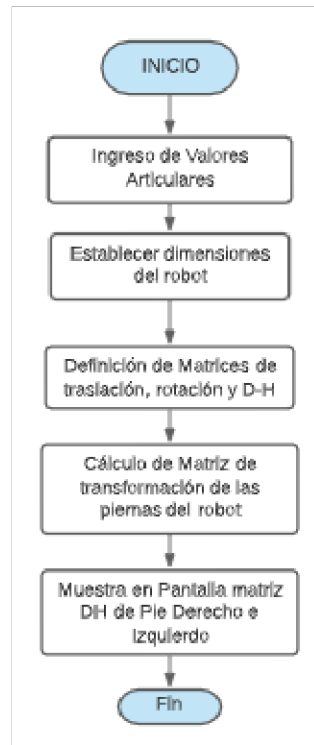 INICIO
Ingreso de Valores
Articulares
Establecer dimensiones
del robot
Definición de Matrices de
traslación, rotación y D-H
Cálculo de Matriz de
transformación de las
piernas del robot
Muestra en Pantalla matriz
DH de Pie Derecho e
Izquierdo
Fin